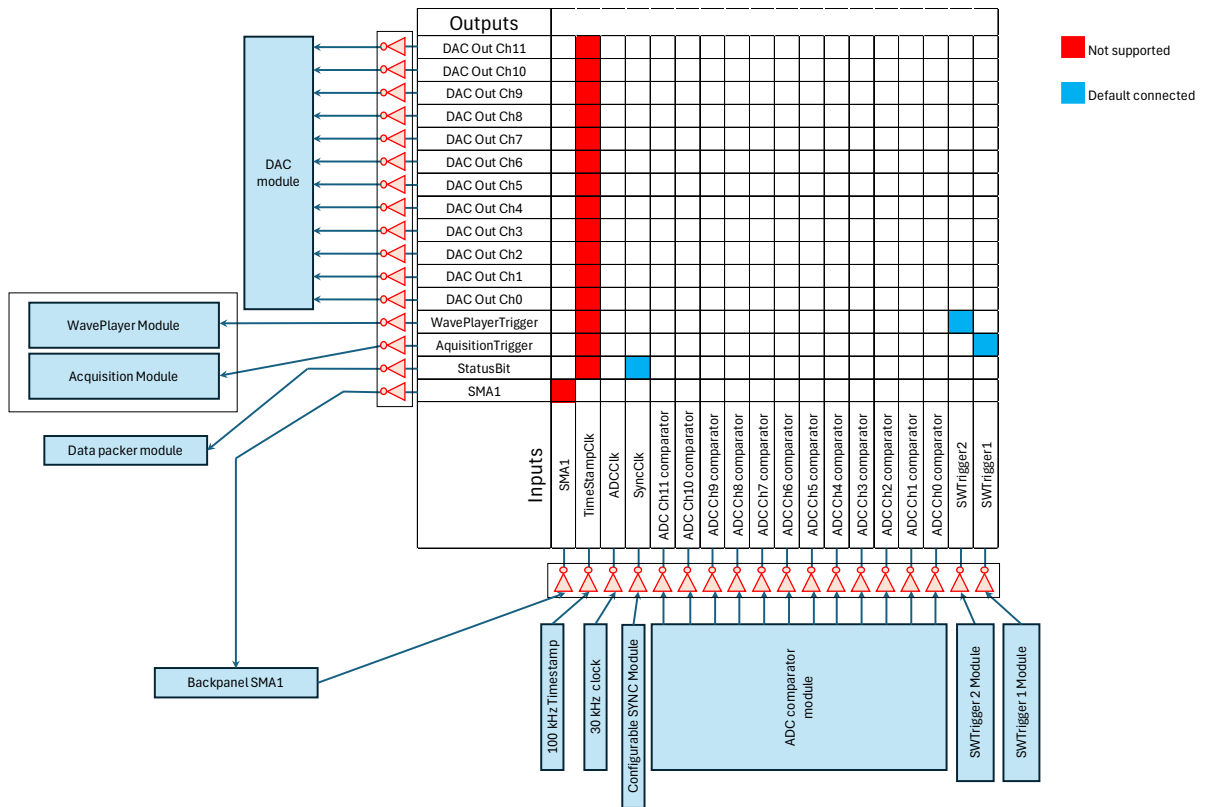 Outputs
DAC Out Ch11
DAC Out Ch10
DAC Out Ch9
DAC Out Ch8
DAC Out Ch7
DAC Out Ch6
DAC Out Ch5
DAC Out Ch4
DAC Out Ch3
DAC Out Ch2
DAC Out Ch1
DAC Out Ch0
WavePlayerTrigger
AquisitionTrigger
StatusBit
SMA1
Not supported
Default connected
DAC
module
WavePlayer Module
Acquisition Module
Data packer module
Backpanel SMA1
Inputs
SMA1
TimeStampClk
ADCClk
SyncClk
ADC Ch11 comparator
ADC Ch10 comparator
ADC Ch9 comparator
ADC Ch8 comparator
ADC Ch7 comparator
ADC Ch6 comparator
ADC Ch5 comparator
ADC Ch4 comparator
ADC Ch3 comparator
ADC Ch2 comparator
ADC Ch1 comparator
ADC Ch0 comparator
SWTrigger2
SWTrigger1
100 kHz Timestamp
30 kHz clock
Configurable SYNC Module
ADC comparator
module
SWTrigger 2 Module
SWTrigger 1 Module